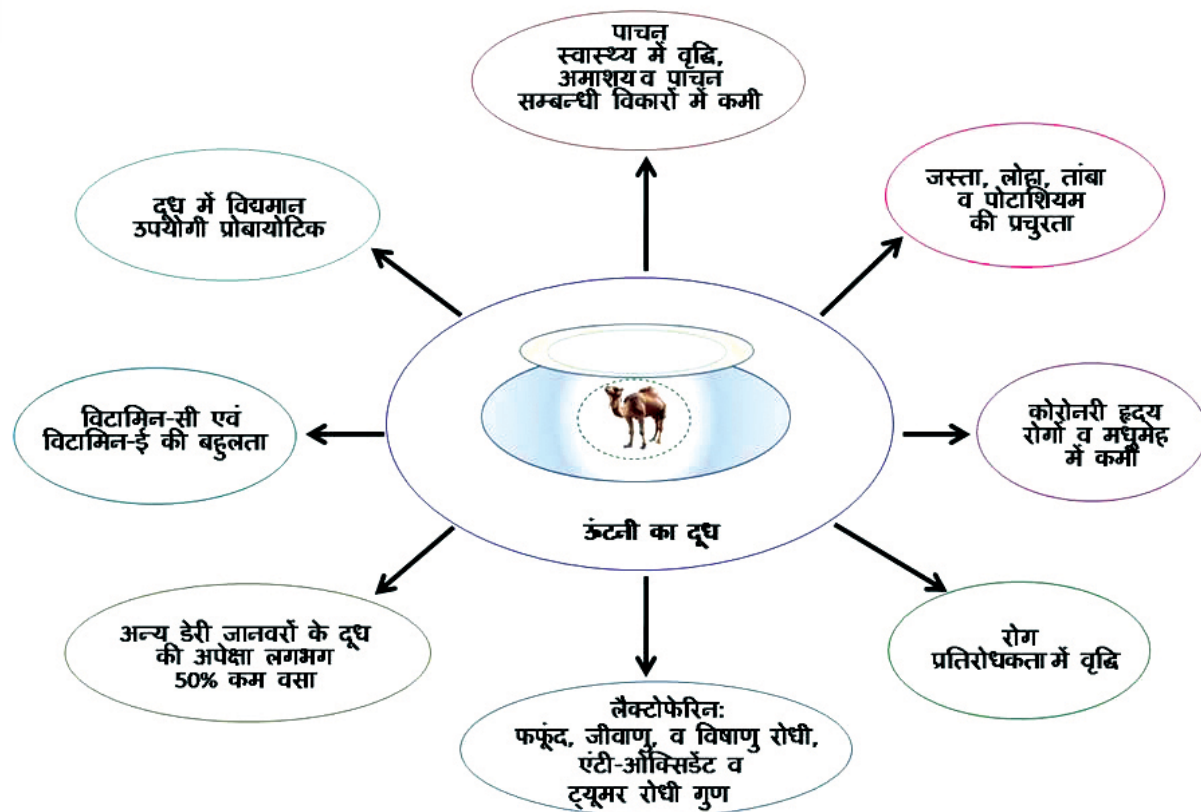 पाचन
स्वास्थ्य में वृद्धि,
अमाशय व पाचन
सम्बन्धी विकारों में कमी
जस्ता, लोहा, तांबा
व पोटाशियम
की प्रचुरता
दूध में विद्यमान
उपयोगी प्रोबायोटिक
विटामिन-सी एवं
विटामिन-ई की बहुलता
कोरोनरी हृदय
रोगों व मधुमेह
में कमी
ऊंटनी का दूध
अन्य डेरी जानवरों के दूध
की अपेक्षा लगभग
50% कम वसा
रोग
प्रतिरोधकता में वृद्धि
लैक्टोफेरिन:
फफूंद, जीवाणु, व विषाणु रोधी,
एंटी-ओक्सिडेंट व
ट्यूमर रोधी गुण